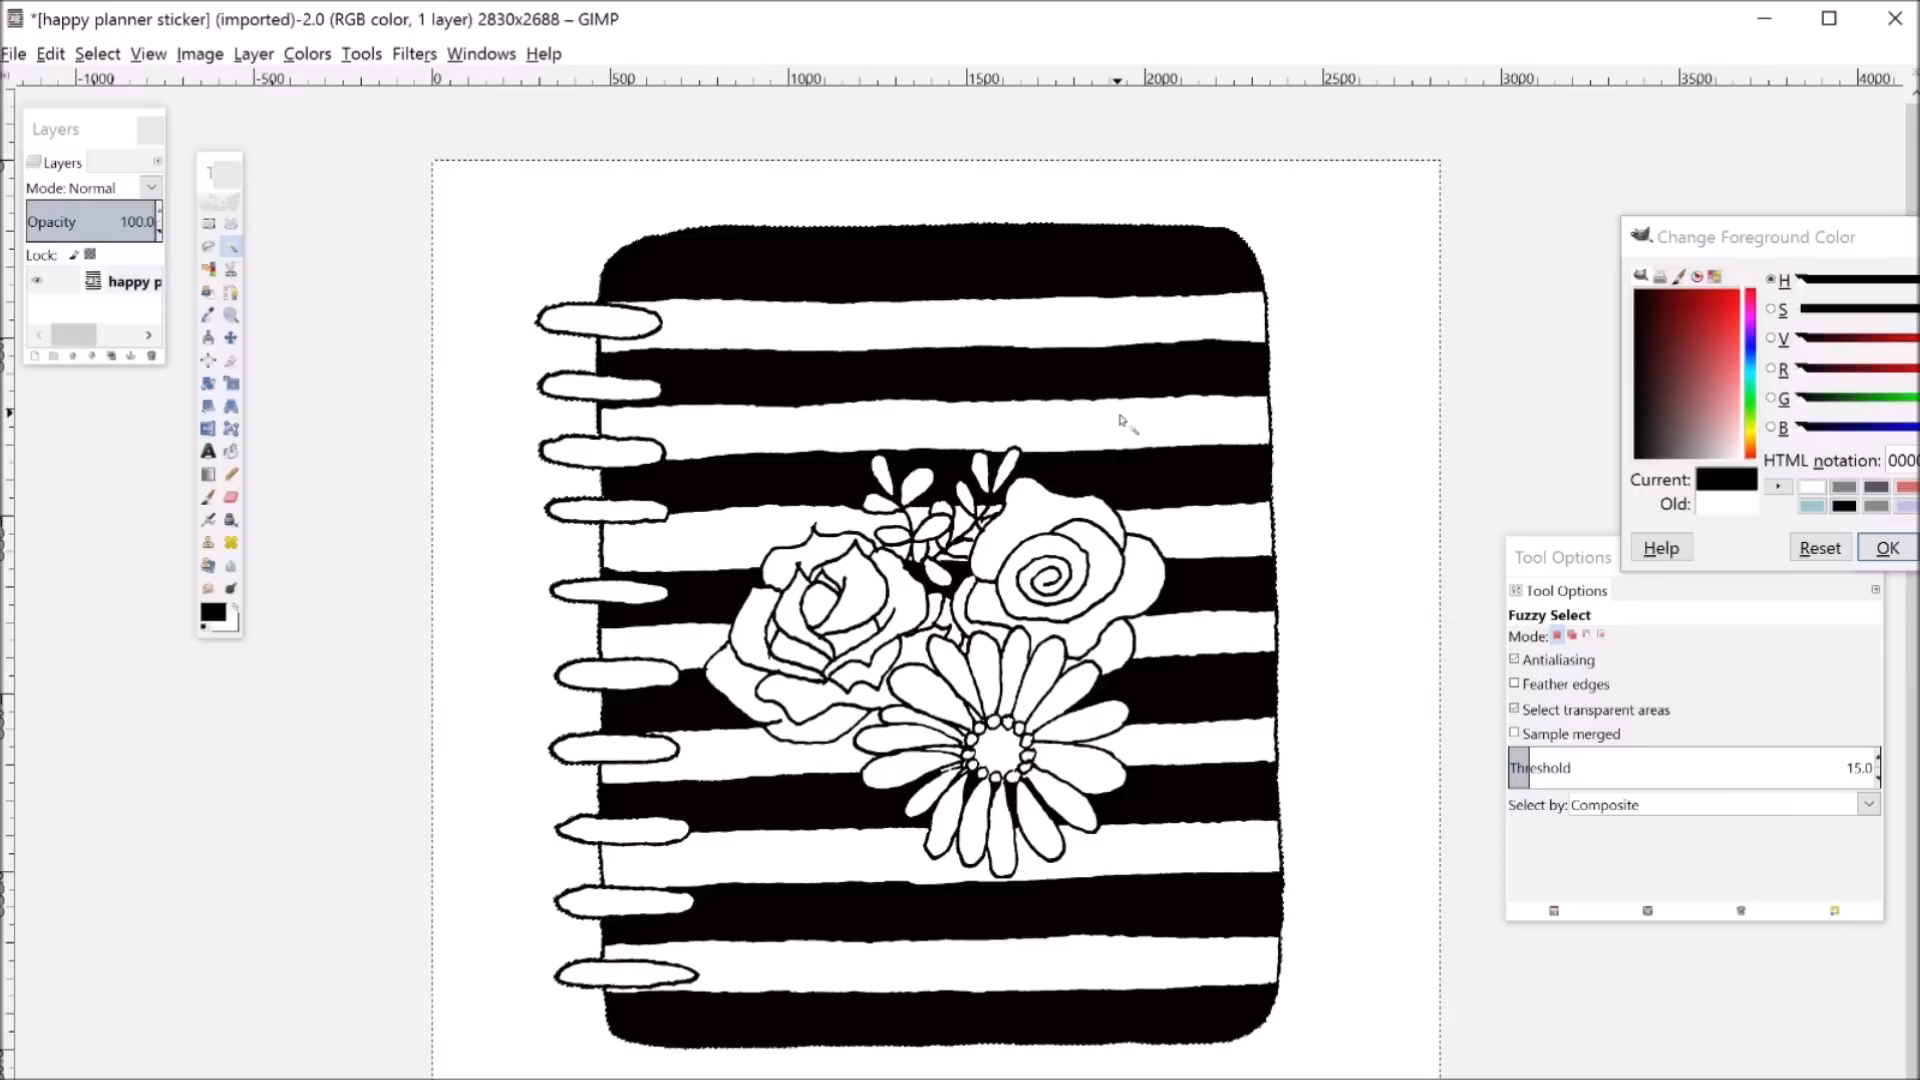 *[happy planner sticker] (imported)-2.0 (RGB color, 1 layer) 2830x2688 – GIMP
File Edit Select View Image Layer Colors Tools Filters Windows Help
-1000 -500 0 500 1000 1500 2000 2500 3000 3500 4000
Layers
Layers
Mode: Normal
Opacity 100.0
Lock:
happy p
T
Change Foreground Color
H
S
V
R
G
B
HTML notation: 0000
Current:
Old:
Help Reset OK
Tool Options
Tool Options
Fuzzy Select
Mode:
Antialiasing
Feather edges
Select transparent areas
Sample merged
Threshold 15.0
Select by: Composite